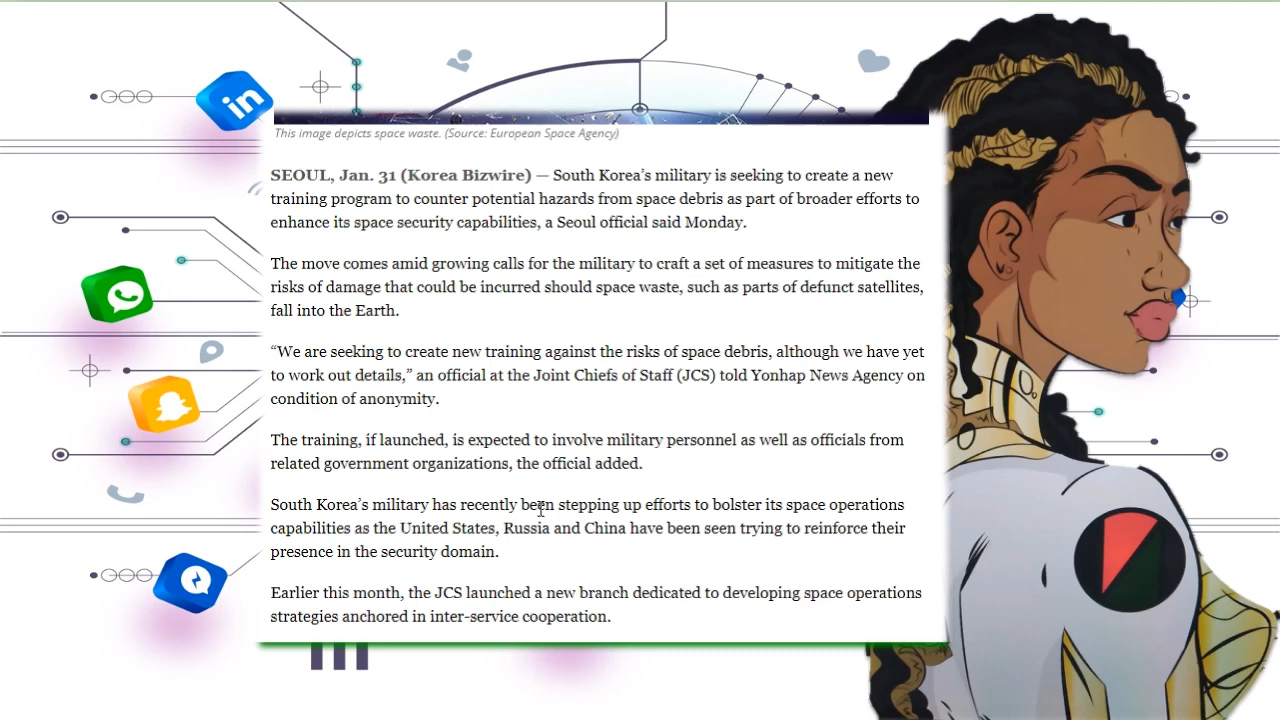 in
This image depicts space waste. (Source: European Space Agency)
SEOUL, Jan. 31 (Korea Bizwire) — South Korea’s military is seeking to create a new
training program to counter potential hazards from space debris as part of broader efforts to
enhance its space security capabilities, a Seoul official said Monday.
The move comes amid growing calls for the military to craft a set of measures to mitigate the
risks of damage that could be incurred should space waste, such as parts of defunct satellites,
fall into the Earth.
“We are seeking to create new training against the risks of space debris, although we have yet
to work out details,” an official at the Joint Chiefs of Staff (JCS) told Yonhap News Agency on
condition of anonymity.
The training, if launched, is expected to involve military personnel as well as officials from
related government organizations, the official added.
South Korea’s military has recently been stepping up efforts to bolster its space operations
capabilities as the United States, Russia and China have been seen trying to reinforce their
presence in the security domain.
Earlier this month, the JCS launched a new branch dedicated to developing space operations
strategies anchored in inter-service cooperation.